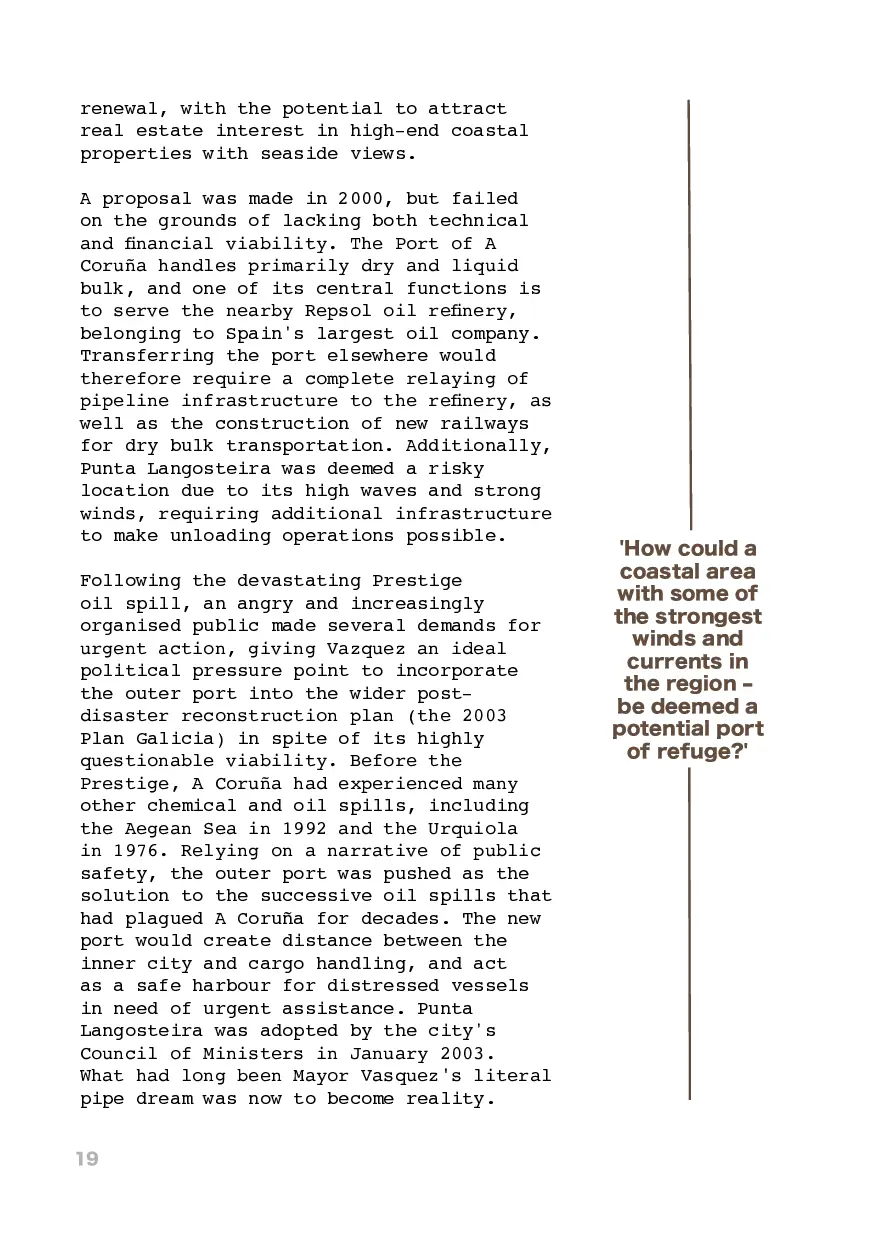 renewal, with the potential to attract
real estate interest in high-end coastal
properties with seaside views.
A proposal was made in 2000, but failed
on the grounds of lacking both technical
and financial viability. The Port of A
Coruña handles primarily dry and liquid
bulk, and one of its central functions is
to serve the nearby Repsol oil refinery,
belonging to Spain's largest oil company.
Transferring the port elsewhere would
therefore require a complete relaying of
pipeline infrastructure to the refinery, as
well as the construction of new railways
for dry bulk transportation. Additionally,
Punta Langosteira was deemed a risky
location due to its high waves and strong
winds, requiring additional infrastructure
to make unloading operations possible.
Following the devastating Prestige
oil spill, an angry and increasingly
organised public made several demands for
urgent action, giving Vazquez an ideal
political pressure point to incorporate
the outer port into the wider post-
disaster reconstruction plan (the 2003
Plan Galicia) in spite of its highly
questionable viability. Before the
Prestige, A Coruña had experienced many
other chemical and oil spills, including
the Aegean Sea in 1992 and the Urquiola
in 1976. Relying on a narrative of public
safety, the outer port was pushed as the
solution to the successive oil spills that
had plagued A Coruña for decades. The new
port would create distance between the
inner city and cargo handling, and act
as a safe harbour for distressed vessels
in need of urgent assistance. Punta
Langosteira was adopted by the city's
Council of Ministers in January 2003.
What had long been Mayor Vasquez's literal
pipe dream was now to become reality.
'How could a
coastal area
with some of
the strongest
winds and
currents in
the region –
be deemed a
potential port
of refuge?'
19